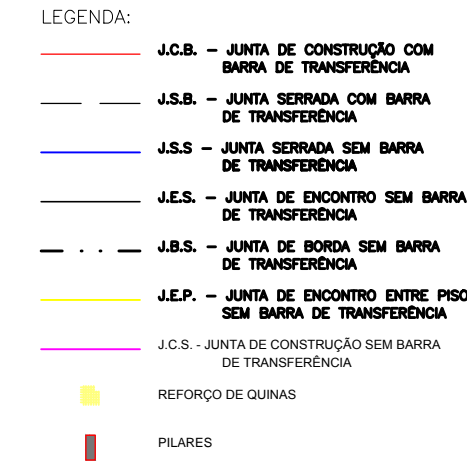 LEGENDA:
J.C.B. – JUNTA DE CONSTRUÇÃO COM
BARRA DE TRANSFERÊNCIA
J.S.B. – JUNTA SERRADA COM BARRA
DE TRANSFERÊNCIA
J.S.S – JUNTA SERRADA SEM BARRA
DE TRANSFERÊNCIA
J.E.S. – JUNTA DE ENCONTRO SEM BARRA
DE TRANSFERÊNCIA
J.B.S. – JUNTA DE BORDA SEM BARRA
DE TRANSFERÊNCIA
J.E.P. – JUNTA DE ENCONTRO ENTRE PISO
SEM BARRA DE TRANSFERÊNCIA
J.C.S. - JUNTA DE CONSTRUÇÃO SEM BARRA
DE TRANSFERÊNCIA
REFORÇO DE QUINAS
PILARES